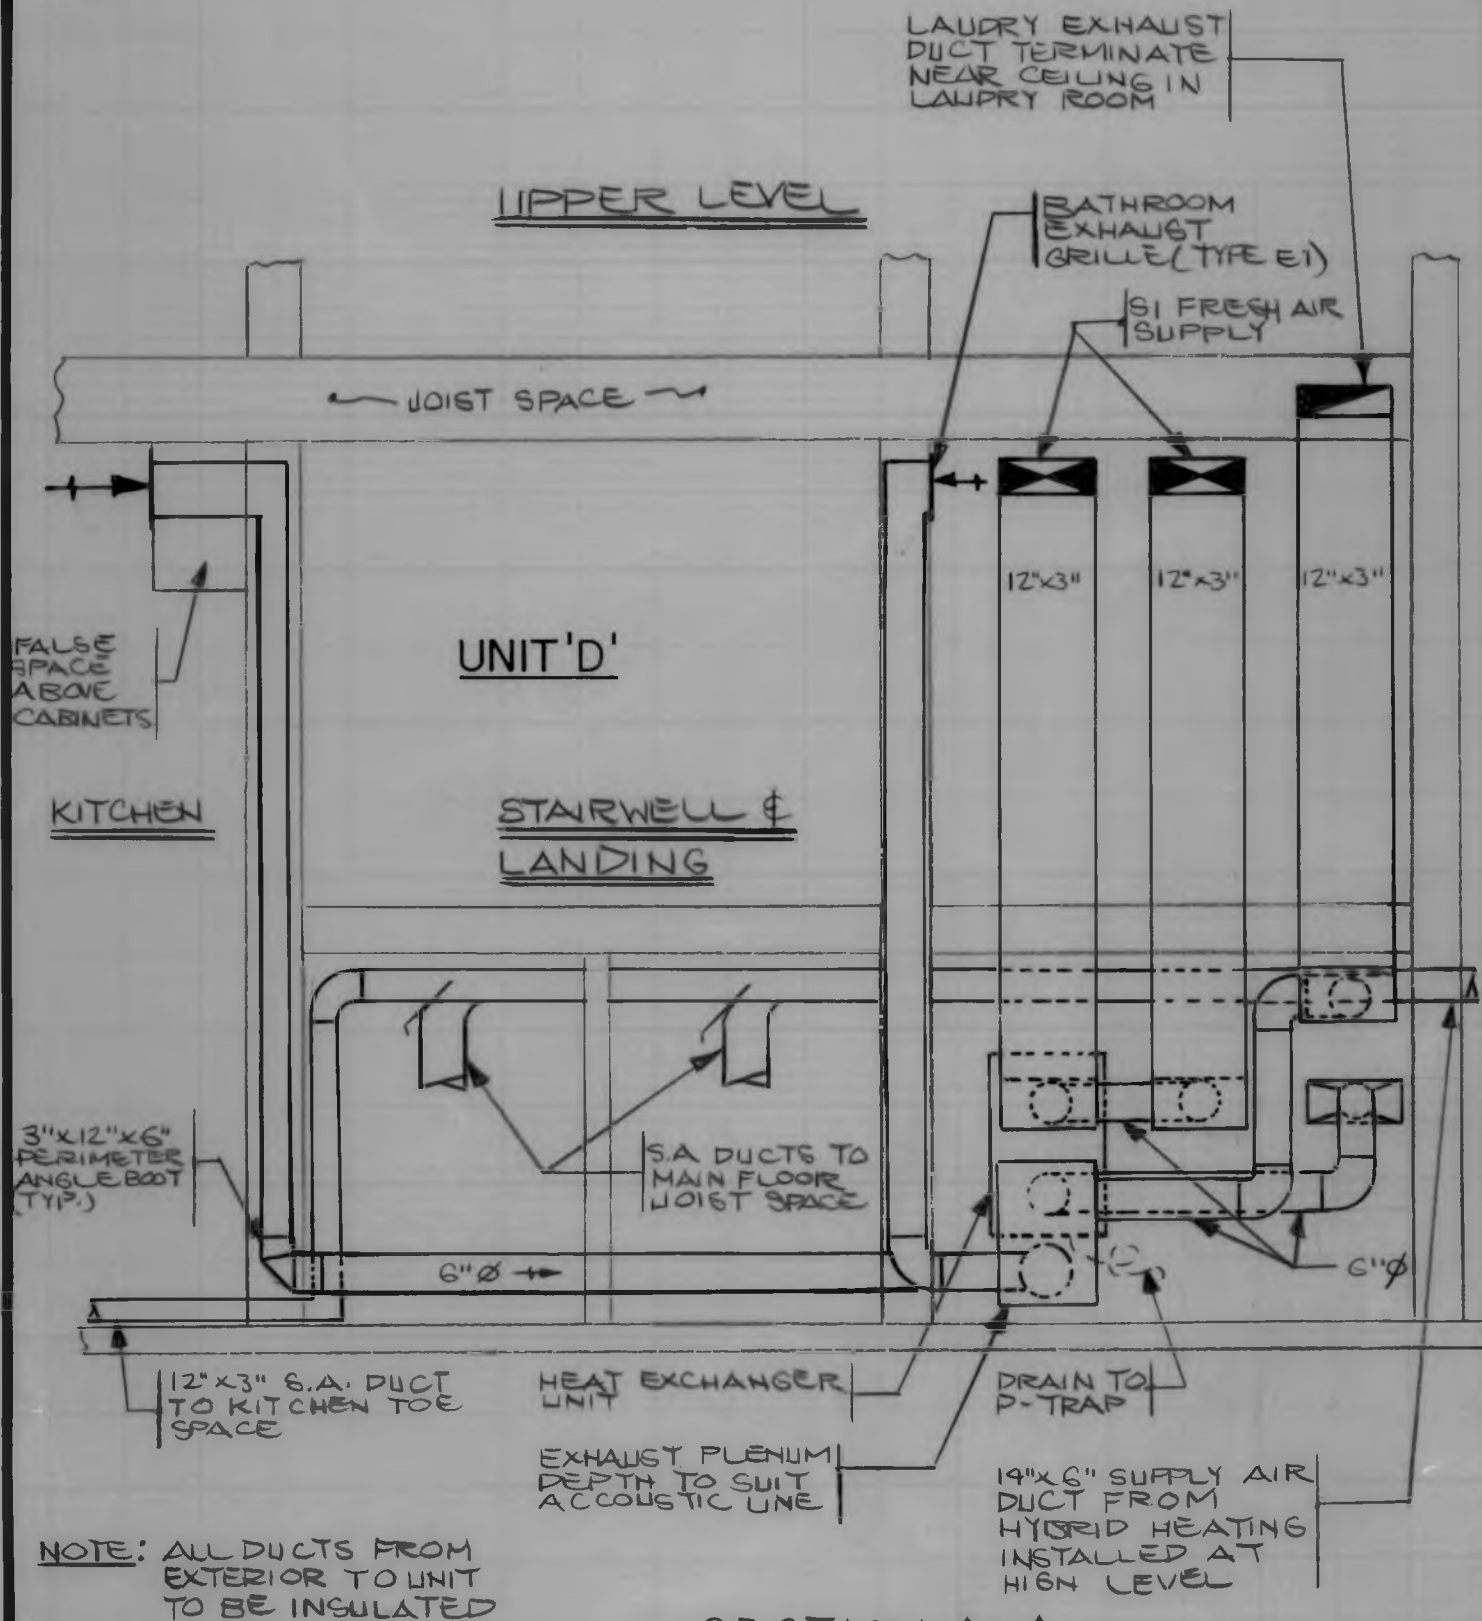 LAUDRY EXHAUST
DUCT TERMINATE
NEAR CEILING IN
LAUDRY ROOM
UPPER LEVEL
BATHROOM
EXHAUST
GRILLE (TYPE E1)
S1 FRESH AIR
SUPPLY
JOIST SPACE
12"x3"
12"x3"
12"x3"
FALSE
SPACE
ABOVE
CABINETS
UNIT 'D'
KITCHEN
STAIRWELL &
LANDING
3"x12"x6"
PERIMETER
ANGLE BOOT
(TYP.)
S.A. DUCTS TO
MAIN FLOOR
JOIST SPACE
6"Ø
6"Ø
12"x3" S.A. DUCT
TO KITCHEN TOE
SPACE
HEAT EXCHANGER
UNIT
DRAIN TO
P-TRAP
EXHAUST PLENUM
DEPTH TO SUIT
ACCOUSTIC LINE
14"x6" SUPPLY AIR
DUCT FROM
HYBRID HEATING
INSTALLED AT
HIGH LEVEL
NOTE: ALL DUCTS FROM
EXTERIOR TO UNIT
TO BE INSULATED